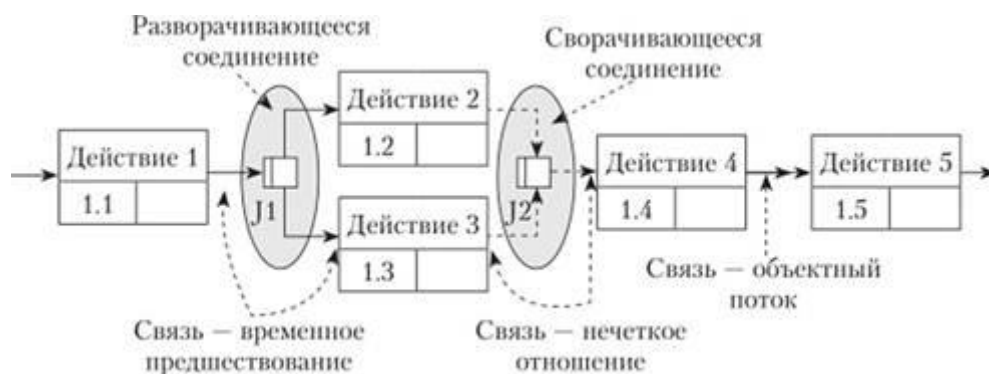 Разворачивающееся
соединение
Сворачивающееся
соединение
Действие 1
1.1
J1
Действие 2
1.2
Действие 3
1.3
J2
Действие 4
1.4
Действие 5
1.5
Связь — временное
предшествование
Связь — нечеткое
отношение
Связь — объектный
поток